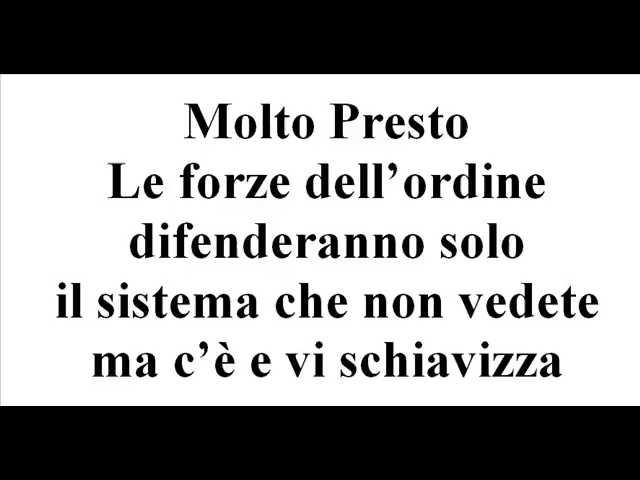 Molto Presto
Le forze dell’ordine
difenderanno solo
il sistema che non vedete
ma c’è e vi schiavizza